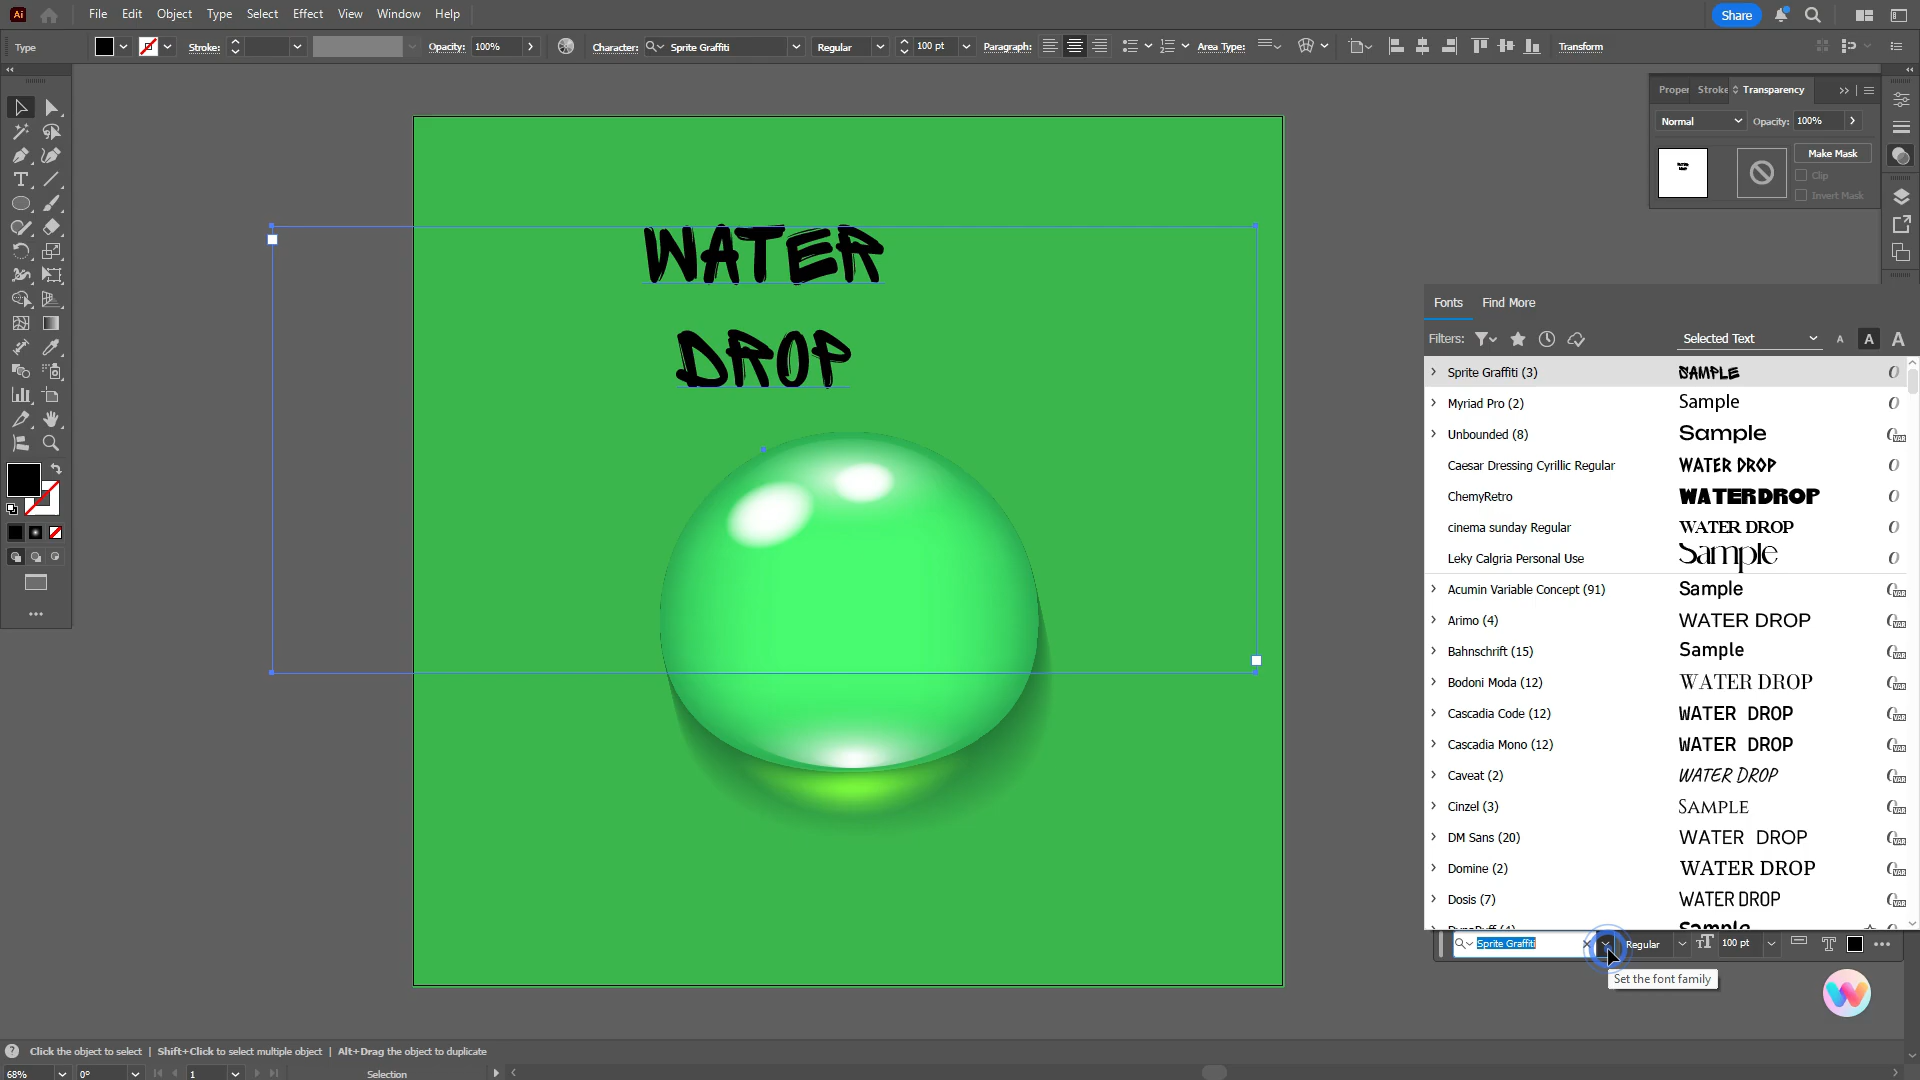 Ai File Edit Object Type Select Effect View Window Help Share
Type Stroke: Opacity: 100% Character: Sprite Graffiti Regular 100 pt Paragraph: Area Type: Transform
Proper Stroke Transparency
Normal Opacity: 100%
Make Mask
Clip
Invert Mask
WATER
DROP
Fonts Find More
Filters: Selected Text A A A
Sprite Graffiti (3) SAMPLE
Myriad Pro (2) Sample
Unbounded (8) Sample
Caesar Dressing Cyrillic Regular WATER DROP
ChemyRetro WATER DROP
cinema sunday Regular WATER DROP
Leky Calgria Personal Use Sample
Acumin Variable Concept (91) Sample
Arimo (4) WATER DROP
Bahnschrift (15) Sample
Bodoni Moda (12) WATER DROP
Cascadia Code (12) WATER DROP
Cascadia Mono (12) WATER DROP
Caveat (2) WATER DROP
Cinzel (3) SAMPLE
DM Sans (20) WATER DROP
Domine (2) WATER DROP
Dosis (7) WATER DROP
DynaPuff (4) Sample
Sprite Graffiti Regular 100 pt
Set the font family
Click the object to select | Shift+Click to select multiple object | Alt+Drag the object to duplicate
68% 0° 1 Selection